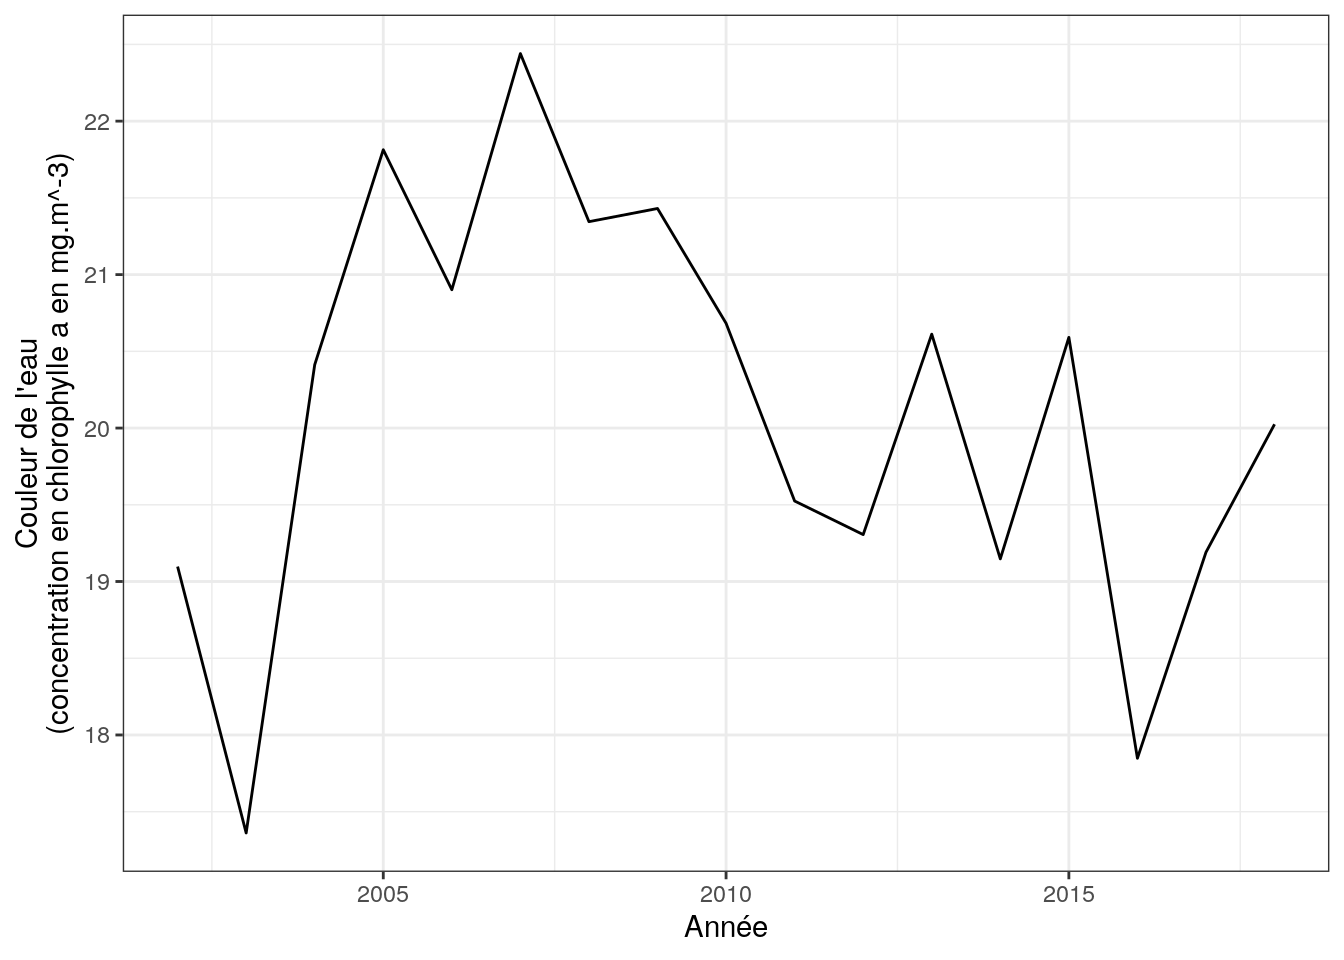 Couleur de l'eau
(concentration en chlorophylle a en mg.m^-3)
22
21
20
19
18
2005
2010
2015
Année